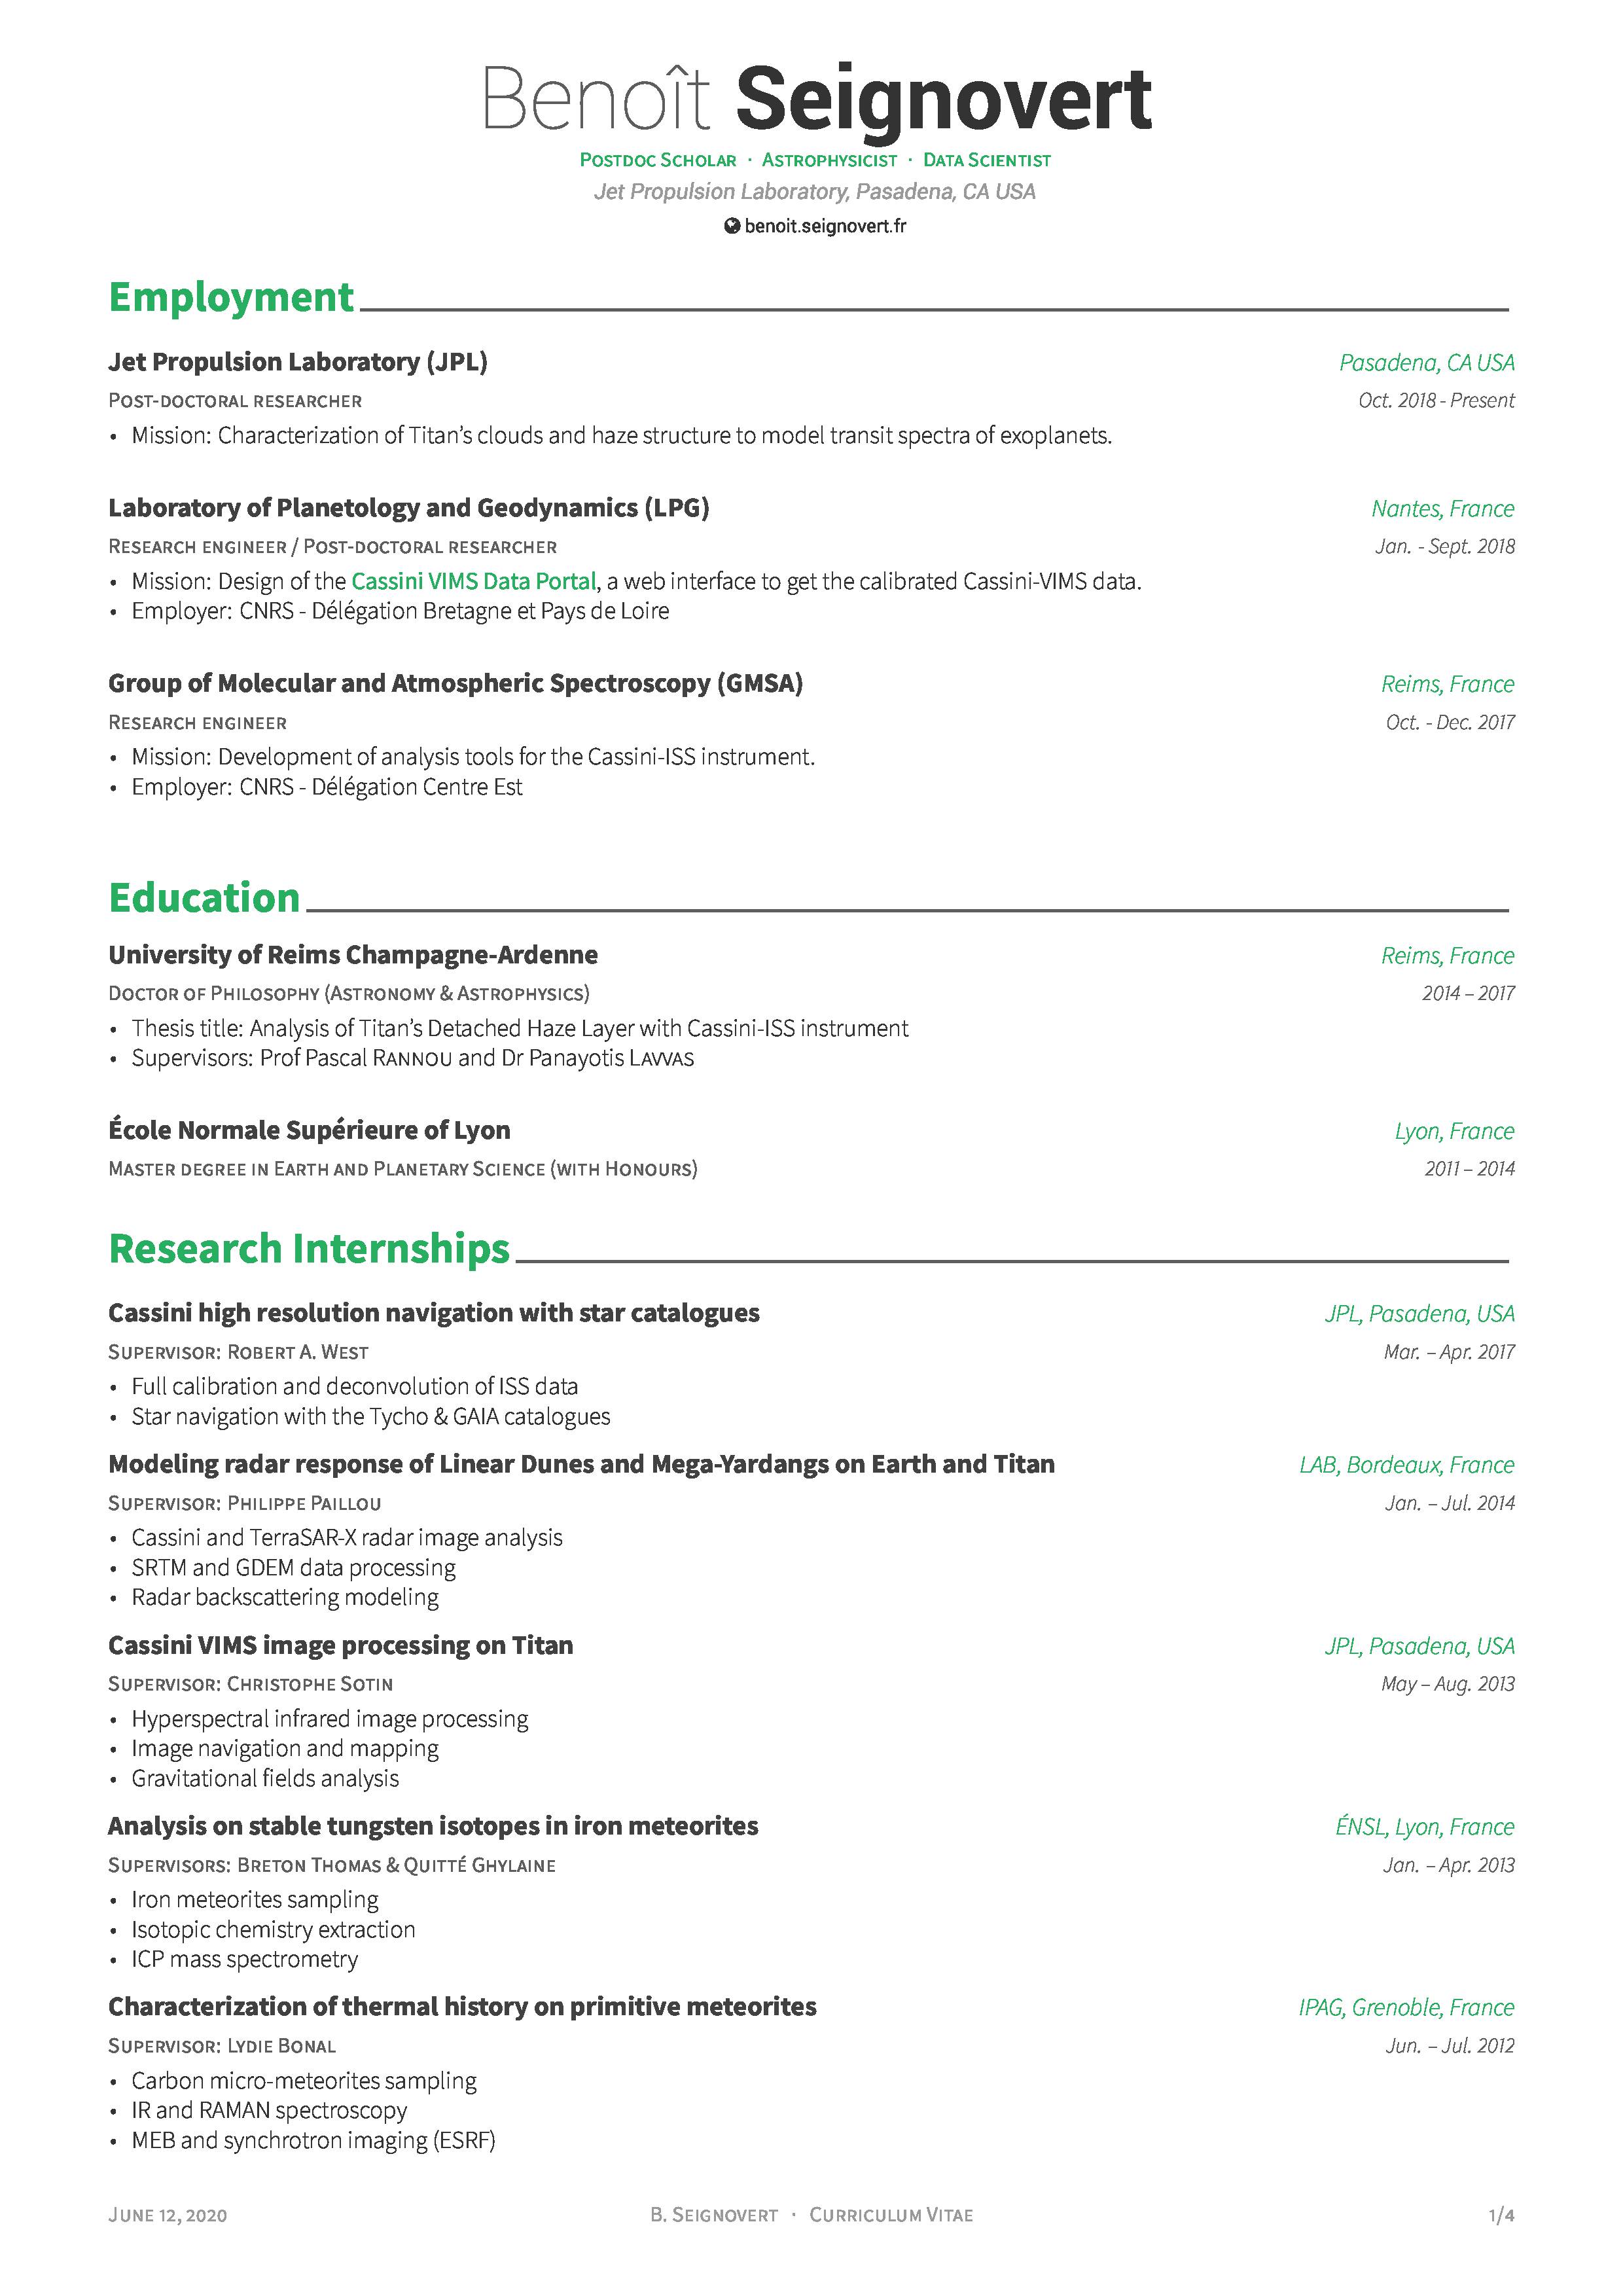 Benoît Seignovert
Postdoc Scholar · Astrophysicist · Data Scientist
Jet Propulsion Laboratory, Pasadena, CA USA
benoit.seignovert.fr
Employment
Jet Propulsion Laboratory (JPL) Pasadena, CA USA
Post-doctoral researcher Oct. 2018 - Present
• Mission: Characterization of Titan's clouds and haze structure to model transit spectra of exoplanets.
Laboratory of Planetology and Geodynamics (LPG) Nantes, France
Research engineer / Post-doctoral researcher Jan. - Sept. 2018
• Mission: Design of the Cassini VIMS Data Portal, a web interface to get the calibrated Cassini-VIMS data.
• Employer: CNRS - Délégation Bretagne et Pays de Loire
Group of Molecular and Atmospheric Spectroscopy (GMSA) Reims, France
Research engineer Oct. - Dec. 2017
• Mission: Development of analysis tools for the Cassini-ISS instrument.
• Employer: CNRS - Délégation Centre Est
Education
University of Reims Champagne-Ardenne Reims, France
Doctor of Philosophy (Astronomy & Astrophysics) 2014 – 2017
• Thesis title: Analysis of Titan's Detached Haze Layer with Cassini-ISS instrument
• Supervisors: Prof Pascal Rannou and Dr Panayotis Lavvas
École Normale Supérieure of Lyon Lyon, France
Master degree in Earth and Planetary Science (with Honours) 2011 – 2014
Research Internships
Cassini high resolution navigation with star catalogues JPL, Pasadena, USA
Supervisor: Robert A. West Mar. – Apr. 2017
• Full calibration and deconvolution of ISS data
• Star navigation with the Tycho & GAIA catalogues
Modeling radar response of Linear Dunes and Mega-Yardangs on Earth and Titan LAB, Bordeaux, France
Supervisor: Philippe Paillou Jan. – Jul. 2014
• Cassini and TerraSAR-X radar image analysis
• SRTM and GDEM data processing
• Radar backscattering modeling
Cassini VIMS image processing on Titan JPL, Pasadena, USA
Supervisor: Christophe Sotin May – Aug. 2013
• Hyperspectral infrared image processing
• Image navigation and mapping
• Gravitational fields analysis
Analysis on stable tungsten isotopes in iron meteorites ÉNSL, Lyon, France
Supervisors: Breton Thomas & Quitté Ghylaine Jan. – Apr. 2013
• Iron meteorites sampling
• Isotopic chemistry extraction
• ICP mass spectrometry
Characterization of thermal history on primitive meteorites IPAG, Grenoble, France
Supervisor: Lydie Bonal Jun. – Jul. 2012
• Carbon micro-meteorites sampling
• IR and RAMAN spectroscopy
• MEB and synchrotron imaging (ESRF)
June 12, 2020 B. Seignovert · Curriculum Vitae 1/4